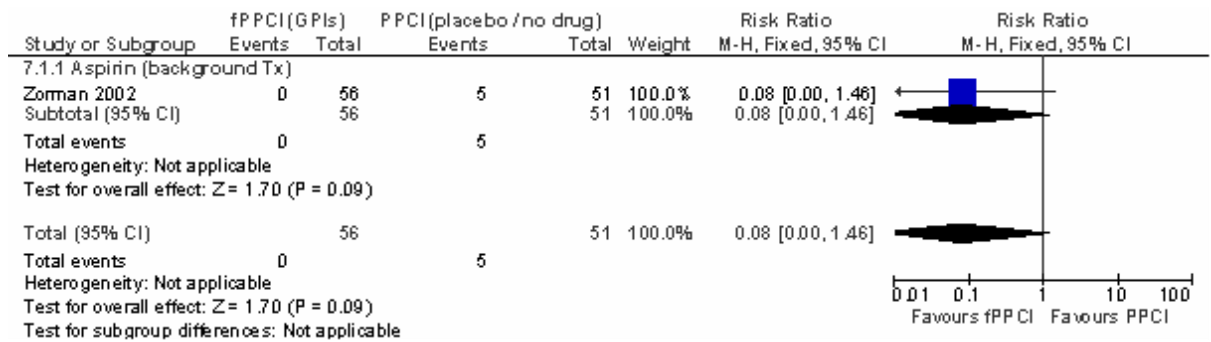 fPPCI(GPIs) PPCI(placebo/no drug) Risk Ratio Risk Ratio
Study or Subgroup Events Total Events Total Weight M-H, Fixed, 95% CI M-H, Fixed, 95% CI
7.1.1 Aspirin (background Tx)
Zorman 2002 0 56 5 51 100.0% 0.08 [0.00, 1.46]
Subtotal (95% CI) 56 51 100.0% 0.08 [0.00, 1.46]
Total events 0 5
Heterogeneity: Not applicable
Test for overall effect: Z = 1.70 (P = 0.09)
Total (95% CI) 56 51 100.0% 0.08 [0.00, 1.46]
Total events 0 5
Heterogeneity: Not applicable
Test for overall effect: Z = 1.70 (P = 0.09)
Test for subgroup differences: Not applicable
0.01 0.1 1 10 100
Favours fPPCI Favours PPCI